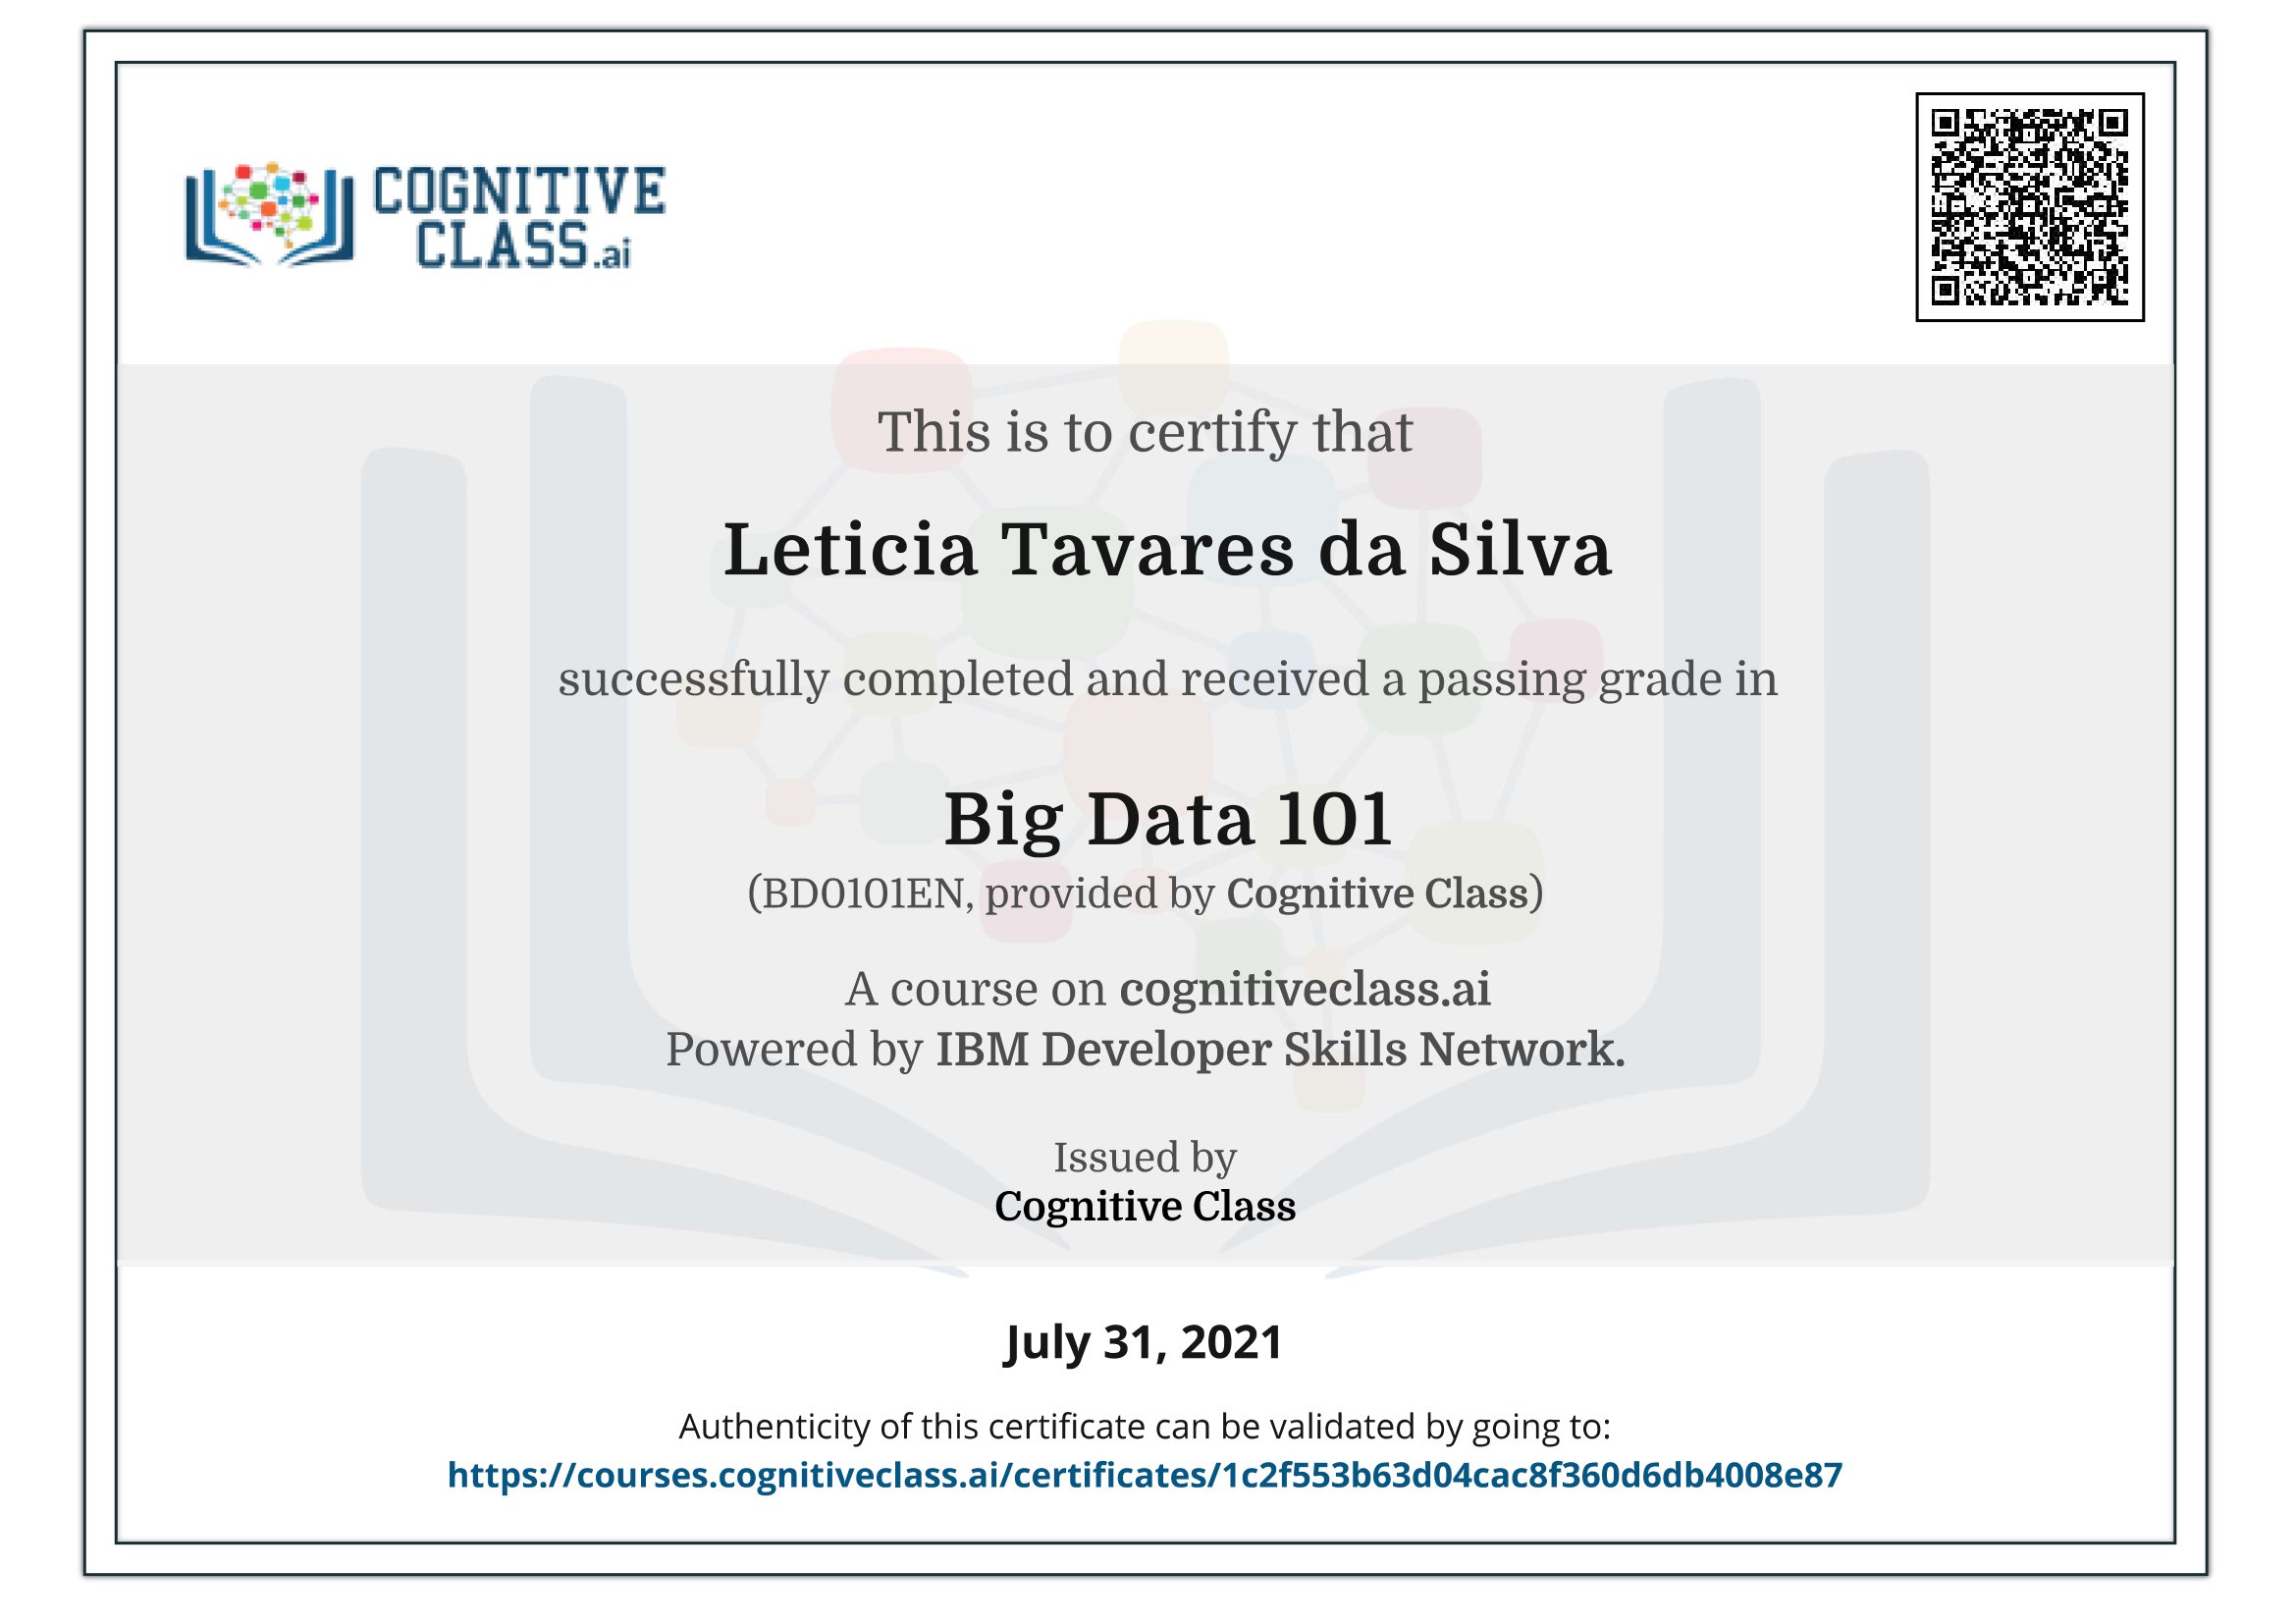 COGNITIVE
CLASS.ai
This is to certify that
Leticia Tavares da Silva
successfully completed and received a passing grade in
Big Data 101
(BD0101EN, provided by Cognitive Class)
A course on cognitiveclass.ai
Powered by IBM Developer Skills Network.
Issued by
Cognitive Class
July 31, 2021
Authenticity of this certificate can be validated by going to:
https://courses.cognitiveclass.ai/certificates/1c2f553b63d04cac8f360d6db4008e87